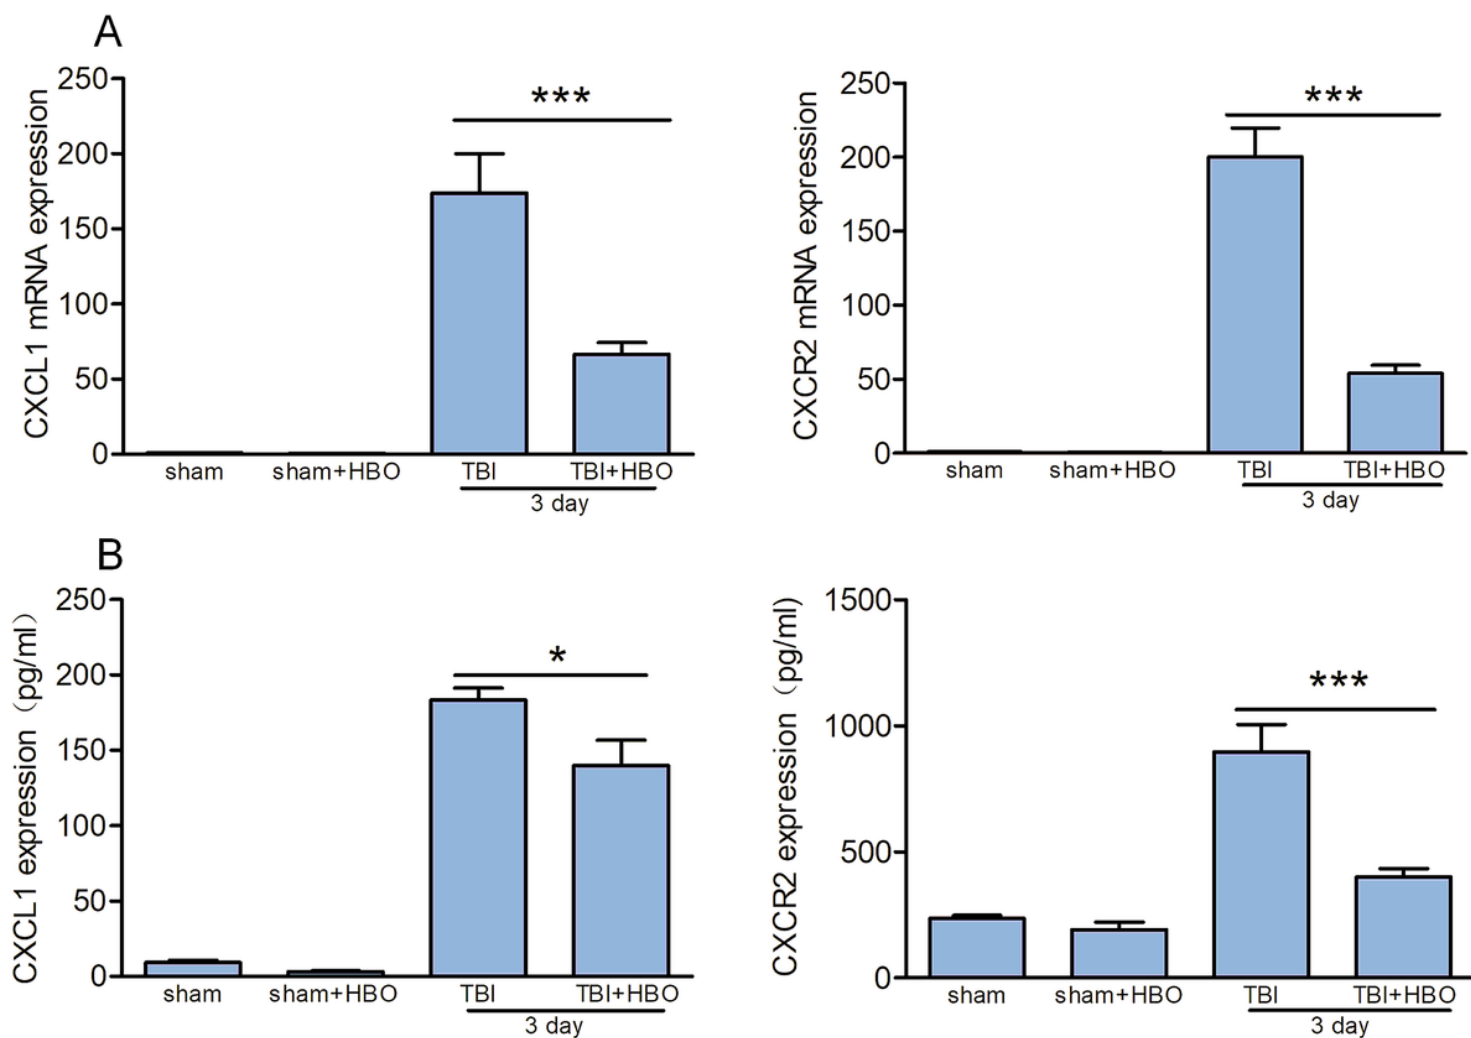 A
CXCL1 mRNA expression
250
200
150
100
50
0
***
sham
sham+HBO
TBI
TBI+HBO
3 day
CXCR2 mRNA expression
250
200
150
100
50
0
***
sham
sham+HBO
TBI
TBI+HBO
3 day
B
CXCL1 expression（pg/ml）
250
200
150
100
50
0
*
sham
sham+HBO
TBI
TBI+HBO
3 day
CXCR2 expression（pg/ml)
1500
1000
500
0
***
sham
sham+HBO
TBI
TBI+HBO
3 day